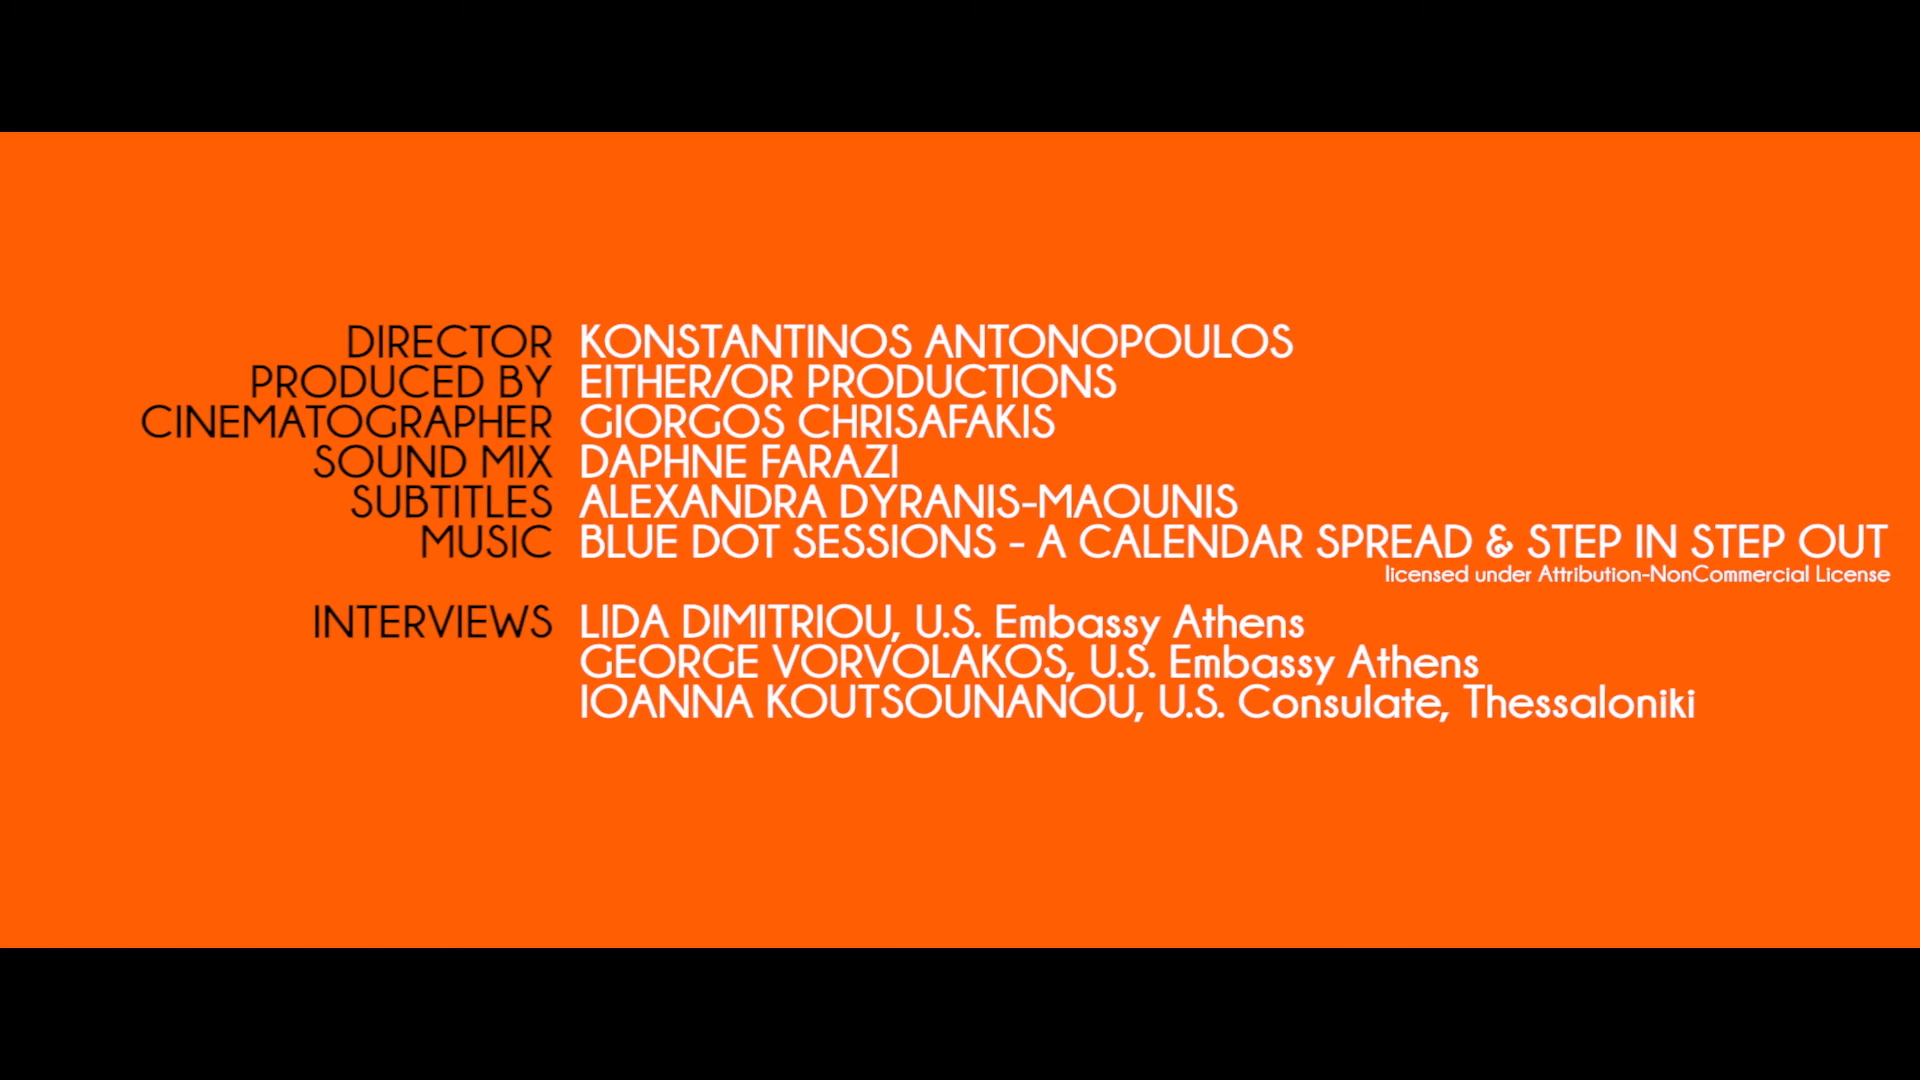 DIRECTOR KONSTANTINOS ANTONOPOULOS
PRODUCED BY EITHER/OR PRODUCTIONS
CINEMATOGRAPHER GIORGOS CHRISAFAKIS
SOUND MIX DAPHNE FARAZI
SUBTITLES ALEXANDRA DYRANIS-MAOUNIS
MUSIC BLUE DOT SESSIONS - A CALENDAR SPREAD & STEP IN STEP OUT
licensed under Attribution-NonCommercial License
INTERVIEWS LIDA DIMITRIOU, U.S. Embassy Athens
GEORGE VORVOLAKOS, U.S. Embassy Athens
IOANNA KOUTSOUNANOU, U.S. Consulate, Thessaloniki